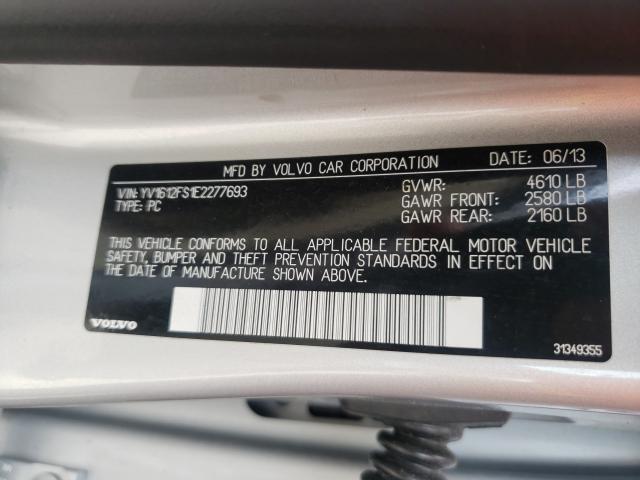 MFD BY VOLVO CAR CORPORATION DATE: 06/13
VIN: YV1612FS1E2277693 GVWR: 4610 LB
TYPE: PC GAWR FRONT: 2580 LB
GAWR REAR: 2160 LB
THIS VEHICLE CONFORMS TO ALL APPLICABLE FEDERAL MOTOR VEHICLE
SAFETY, BUMPER AND THEFT PREVENTION STANDARDS IN EFFECT ON
THE DATE OF MANUFACTURE SHOWN ABOVE.
VOLVO 31349355